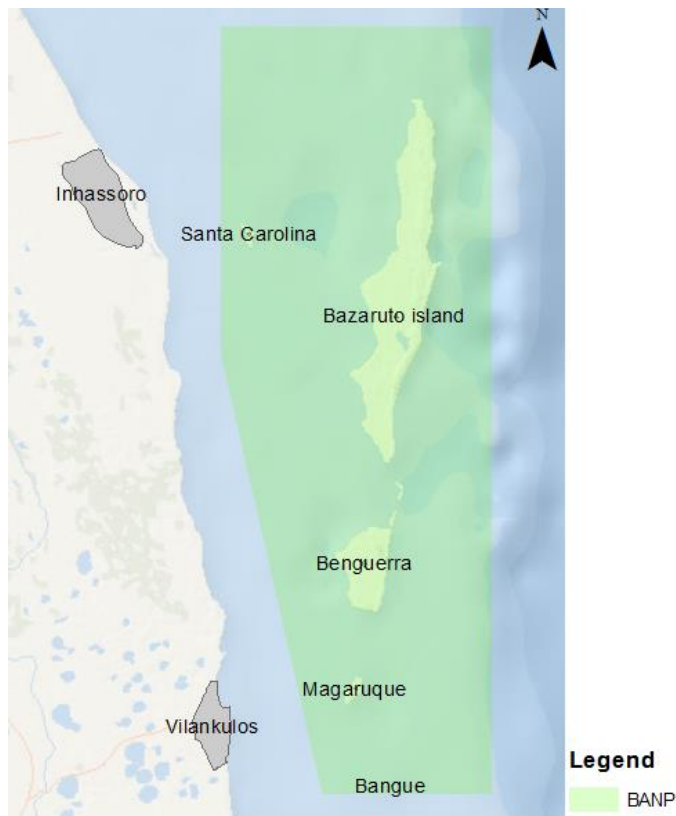 N
Inhassoro
Santa Carolina
Bazaruto island
Benguerra
Magaruque
Vilankulos
Bangue
Legend
BANP